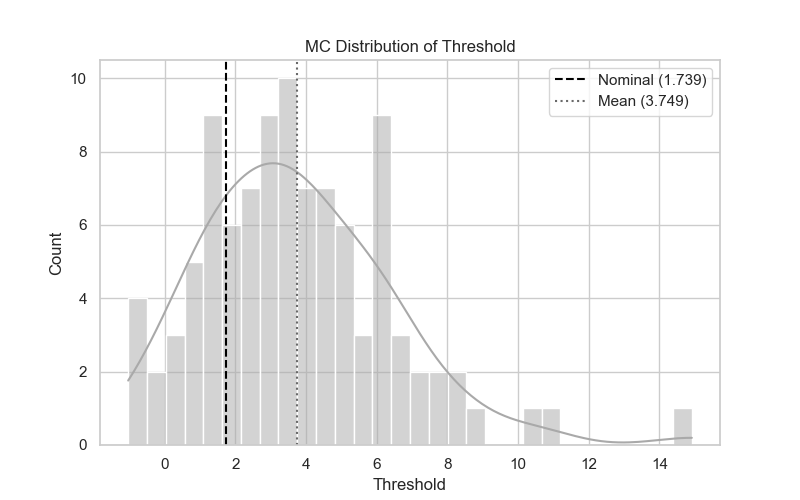 MC Distribution of Threshold
Nominal (1.739)
Mean (3.749)
10
8
6
4
2
0
Count
0 2 4 6 8 10 12 14
Threshold